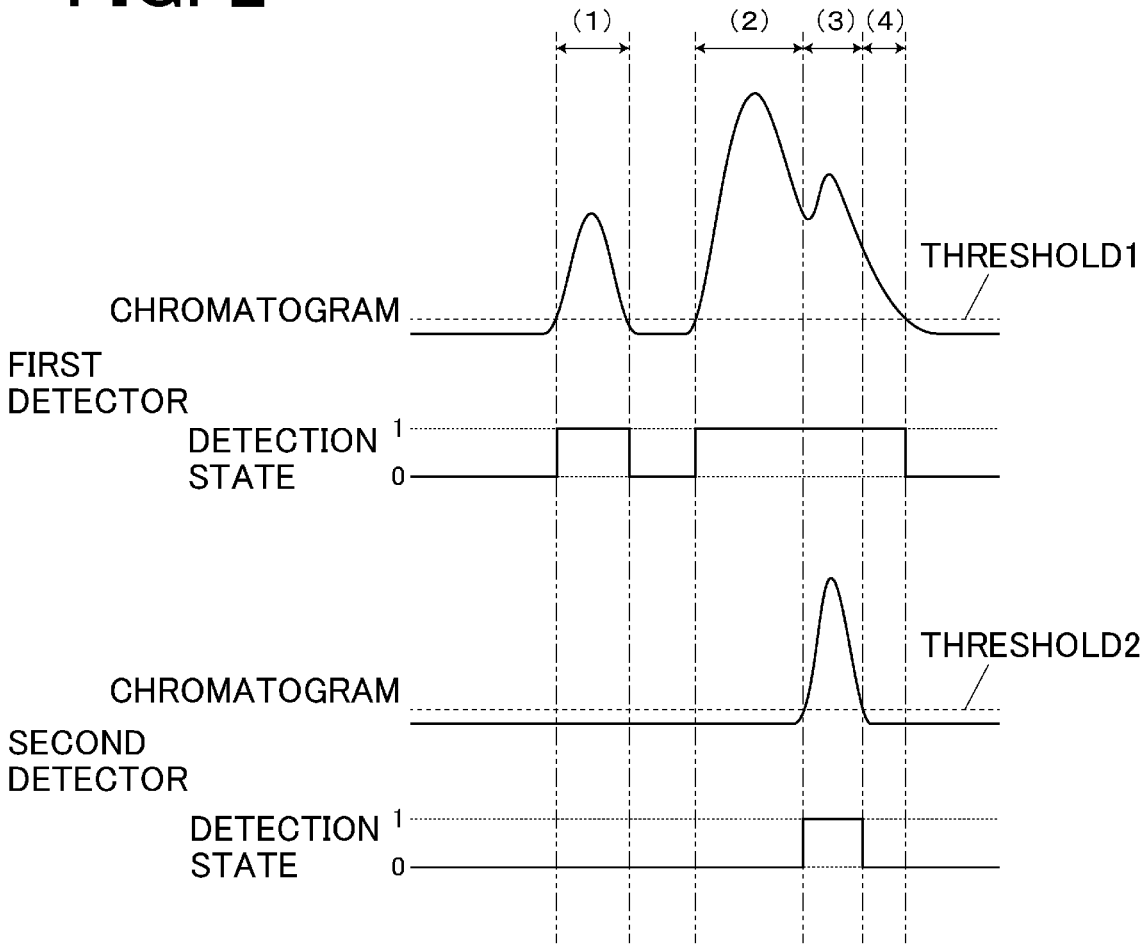 (1) (2) (3) (4)
THRESHOLD1
CHROMATOGRAM
FIRST
DETECTOR
DETECTION
STATE
1
0
THRESHOLD2
CHROMATOGRAM
SECOND
DETECTOR
DETECTION
STATE
1
0